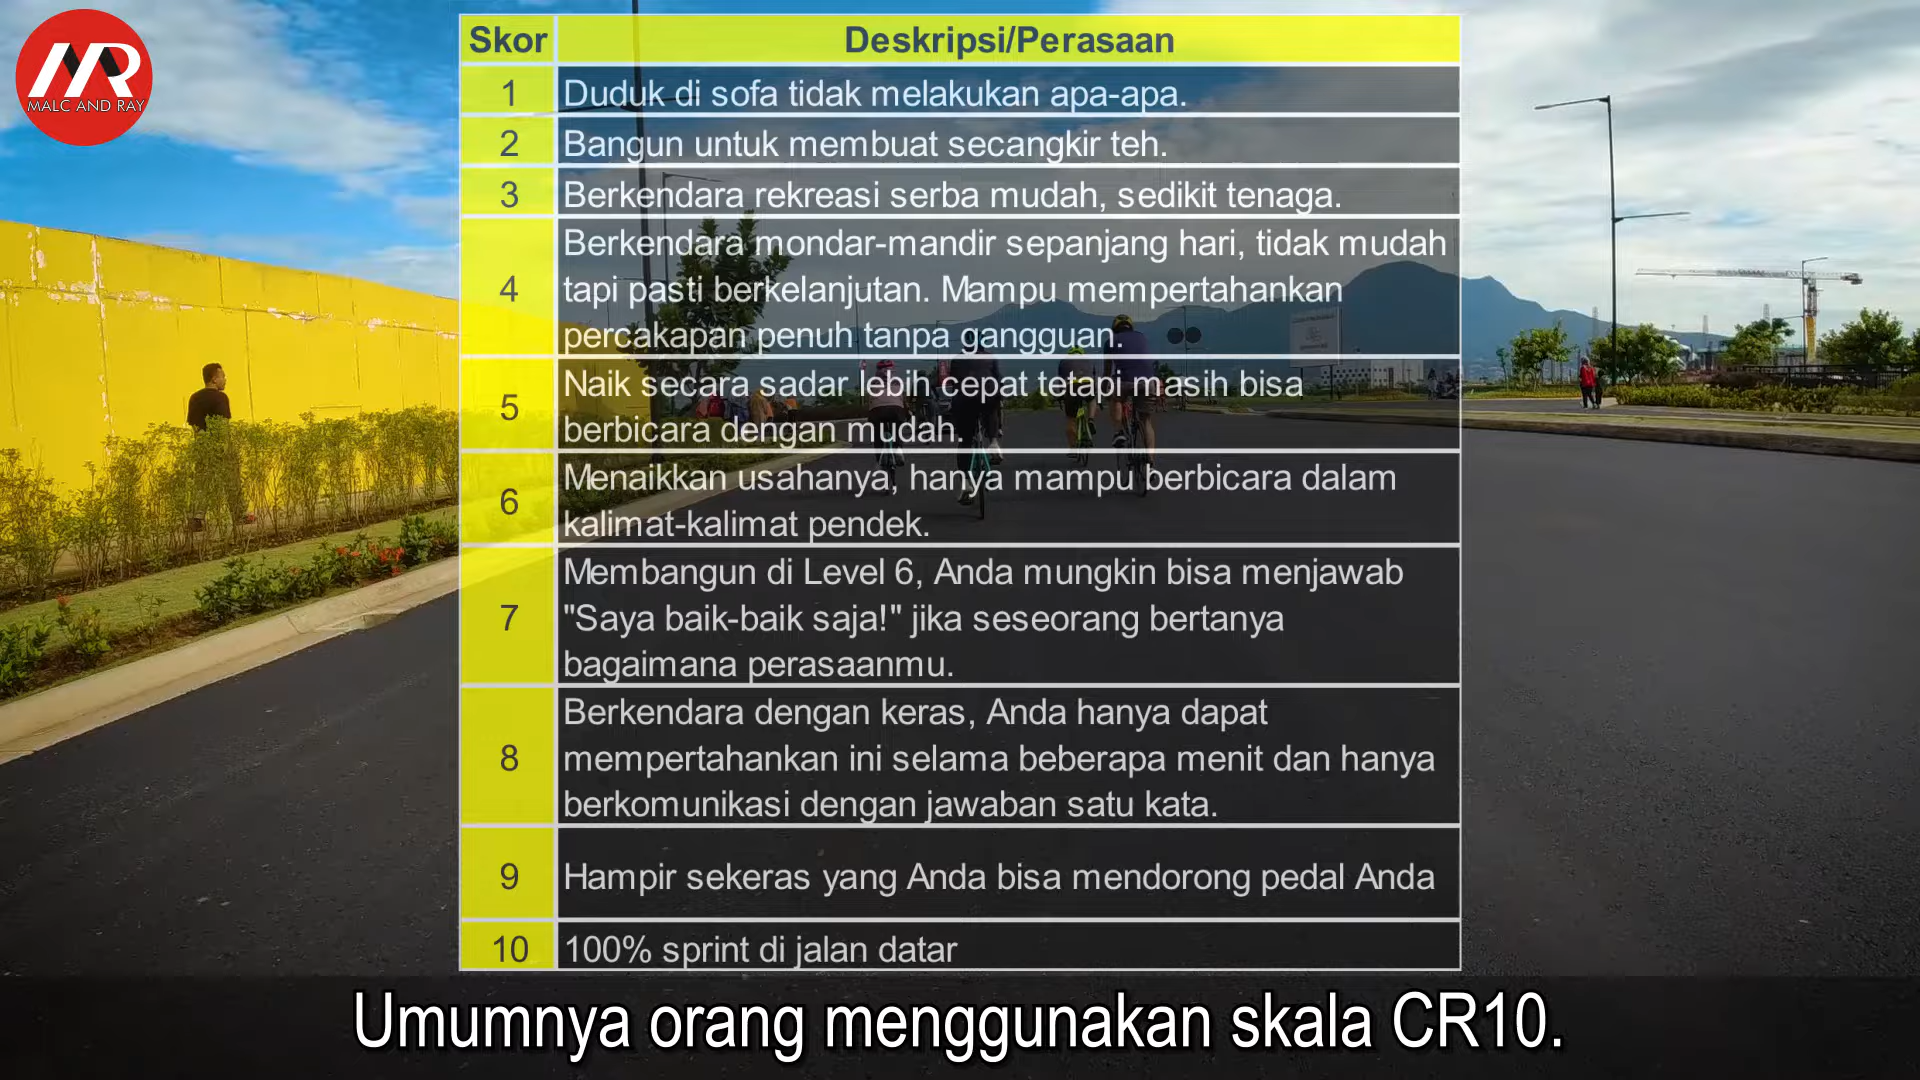 MALC AND RAY
Skor Deskripsi/Perasaan
1 Duduk di sofa tidak melakukan apa-apa.
2 Bangun untuk membuat secangkir teh.
3 Berkendara rekreasi serba mudah, sedikit tenaga.
4 Berkendara mondar-mandir sepanjang hari, tidak mudah
tapi pasti berkelanjutan. Mampu mempertahankan
percakapan penuh tanpa gangguan.
5 Naik secara sadar lebih cepat tetapi masih bisa
berbicara dengan mudah.
6 Menaikkan usahanya, hanya mampu berbicara dalam
kalimat-kalimat pendek.
7 Membangun di Level 6, Anda mungkin bisa menjawab
"Saya baik-baik saja!" jika seseorang bertanya
bagaimana perasaanmu.
8 Berkendara dengan keras, Anda hanya dapat
mempertahankan ini selama beberapa menit dan hanya
berkomunikasi dengan jawaban satu kata.
9 Hampir sekeras yang Anda bisa mendorong pedal Anda
10 100% sprint di jalan datar
Umumnya orang menggunakan skala CR10.